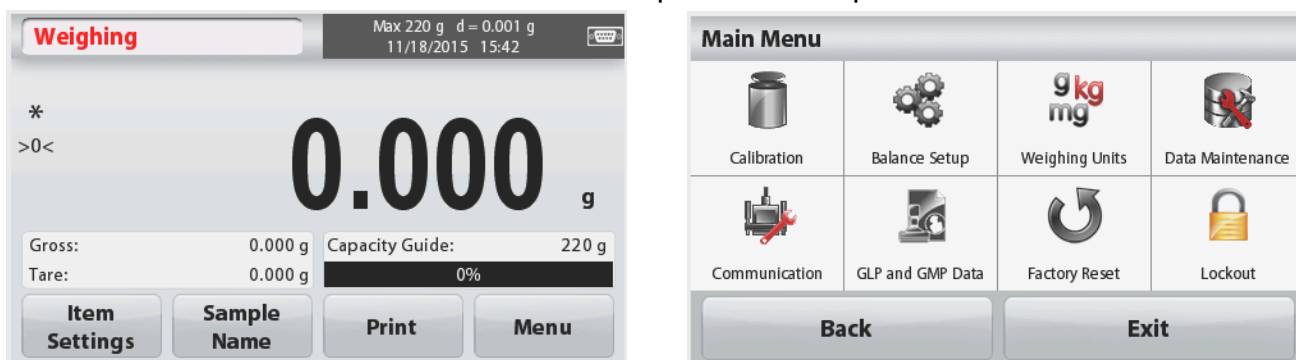 Weighing
Max 220 g d = 0.001 g
11/18/2015 15:42
*
>0<
0.000 g
Gross: 0.000 g
Tare: 0.000 g
Capacity Guide: 220 g
0%
Item
Settings
Sample
Name
Print
Menu
Main Menu
g kg
mg
Calibration
Balance Setup
Weighing Units
Data Maintenance
Communication
GLP and GMP Data
Factory Reset
Lockout
Back
Exit